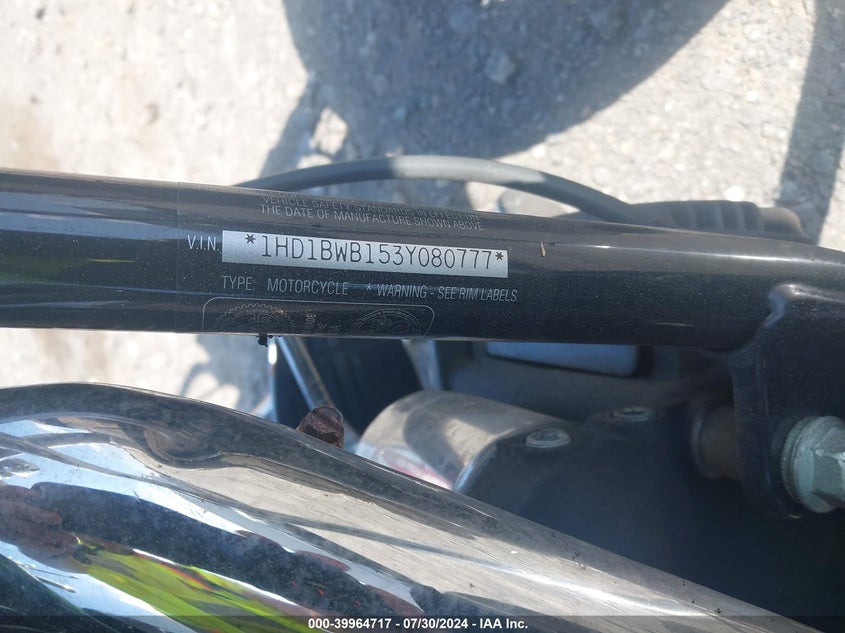 VEHICLE SAFETY STANDARDS IN EFFECT ON
THE DATE OF MANUFACTURE SHOWN ABOVE
V.I.N. *1HD1BWB153Y080777*
TYPE: MOTORCYCLE * WARNING - SEE RIM LABELS.
000-39964717 - 07/30/2024 - IAA Inc.